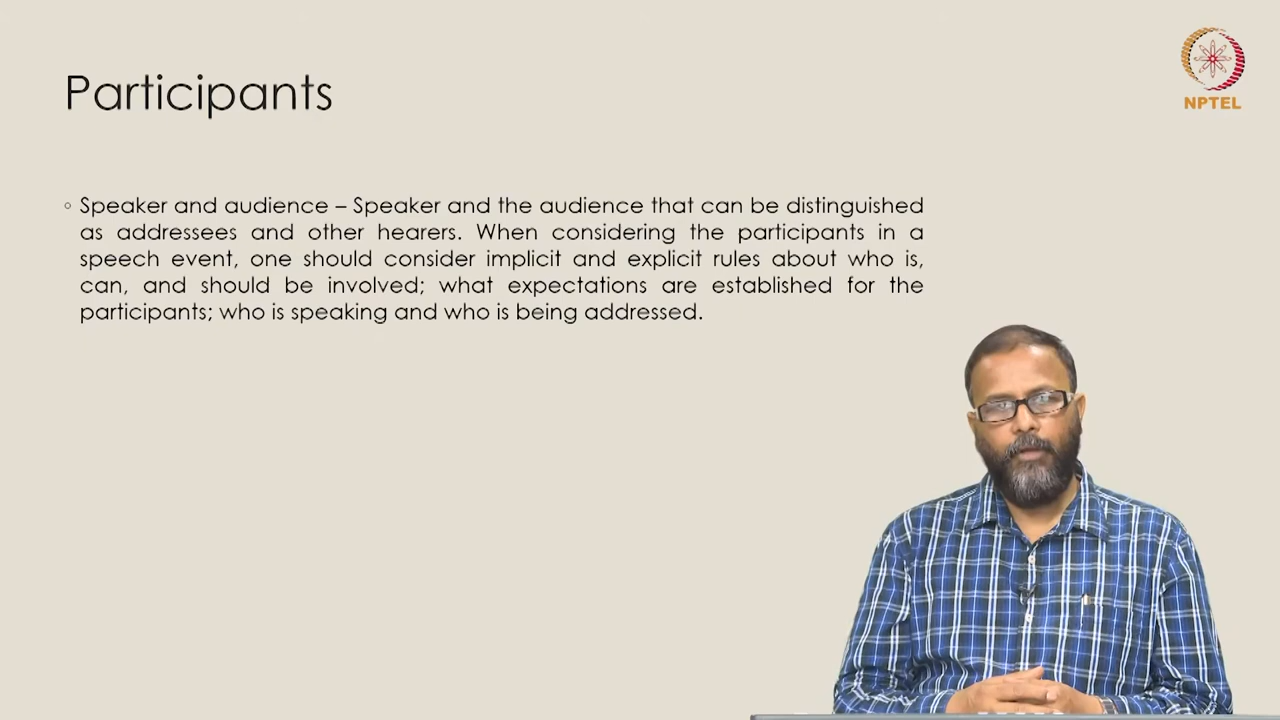 NPTEL
Participants
◦ Speaker and audience – Speaker and the audience that can be distinguished
as addressees and other hearers. When considering the participants in a
speech event, one should consider implicit and explicit rules about who is,
can, and should be involved; what expectations are established for the
participants; who is speaking and who is being addressed.